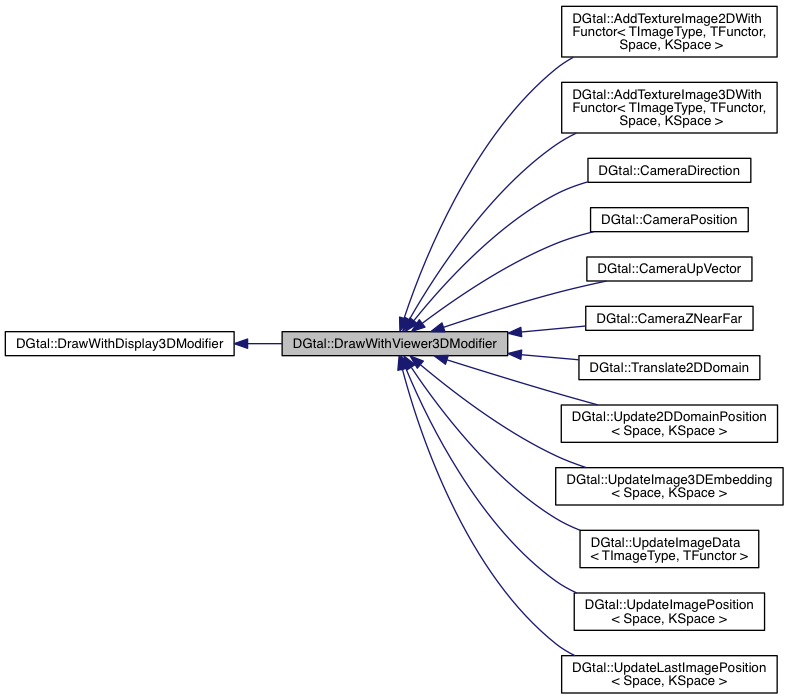 DGtal::AddTextureImage2DWith
Functor< TImageType, TFunctor,
Space, KSpace >
DGtal::AddTextureImage3DWith
Functor< TImageType, TFunctor,
Space, KSpace >
DGtal::CameraDirection
DGtal::CameraPosition
DGtal::CameraUpVector
DGtal::CameraZNearFar
DGtal::DrawWithDisplay3DModifier
DGtal::DrawWithViewer3DModifier
DGtal::Translate2DDomain
DGtal::Update2DDomainPosition
< Space, KSpace >
DGtal::UpdateImage3DEmbedding
< Space, KSpace >
DGtal::UpdateImageData
< TImageType, TFunctor >
DGtal::UpdateImagePosition
< Space, KSpace >
DGtal::UpdateLastImagePosition
< Space, KSpace >